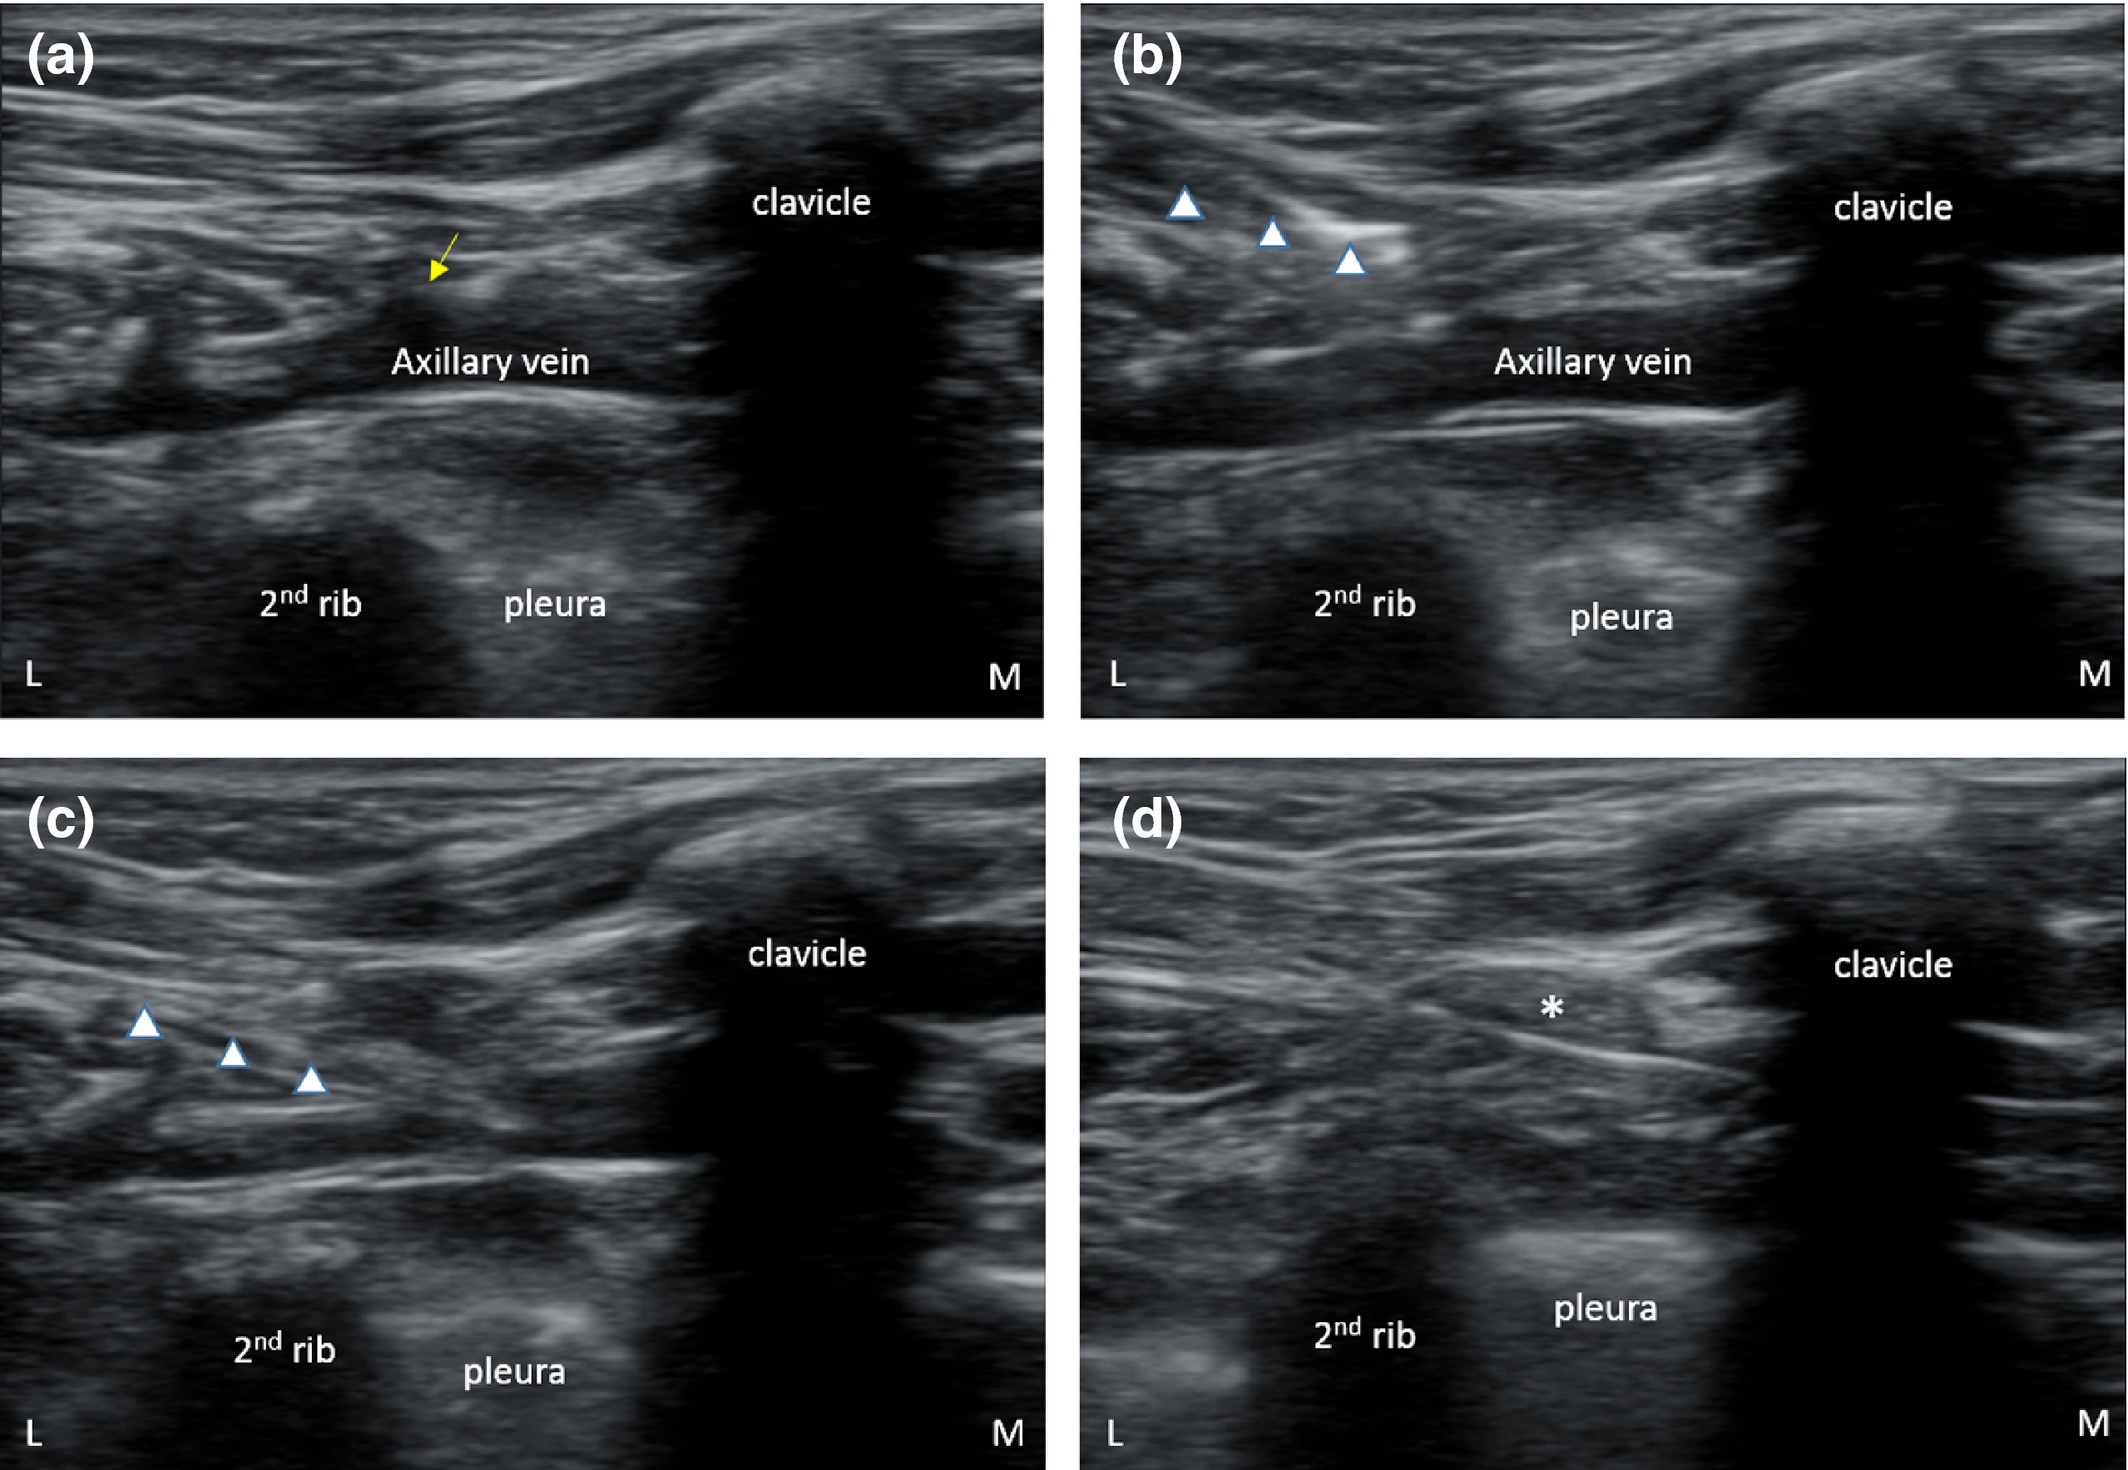 (a)
clavicle
Axillary vein
2nd rib
pleura
L
M
(b)
clavicle
Axillary vein
2nd rib
pleura
L
M
(c)
clavicle
2nd rib
pleura
L
M
(d)
*
clavicle
pleura
2nd rib
L
M